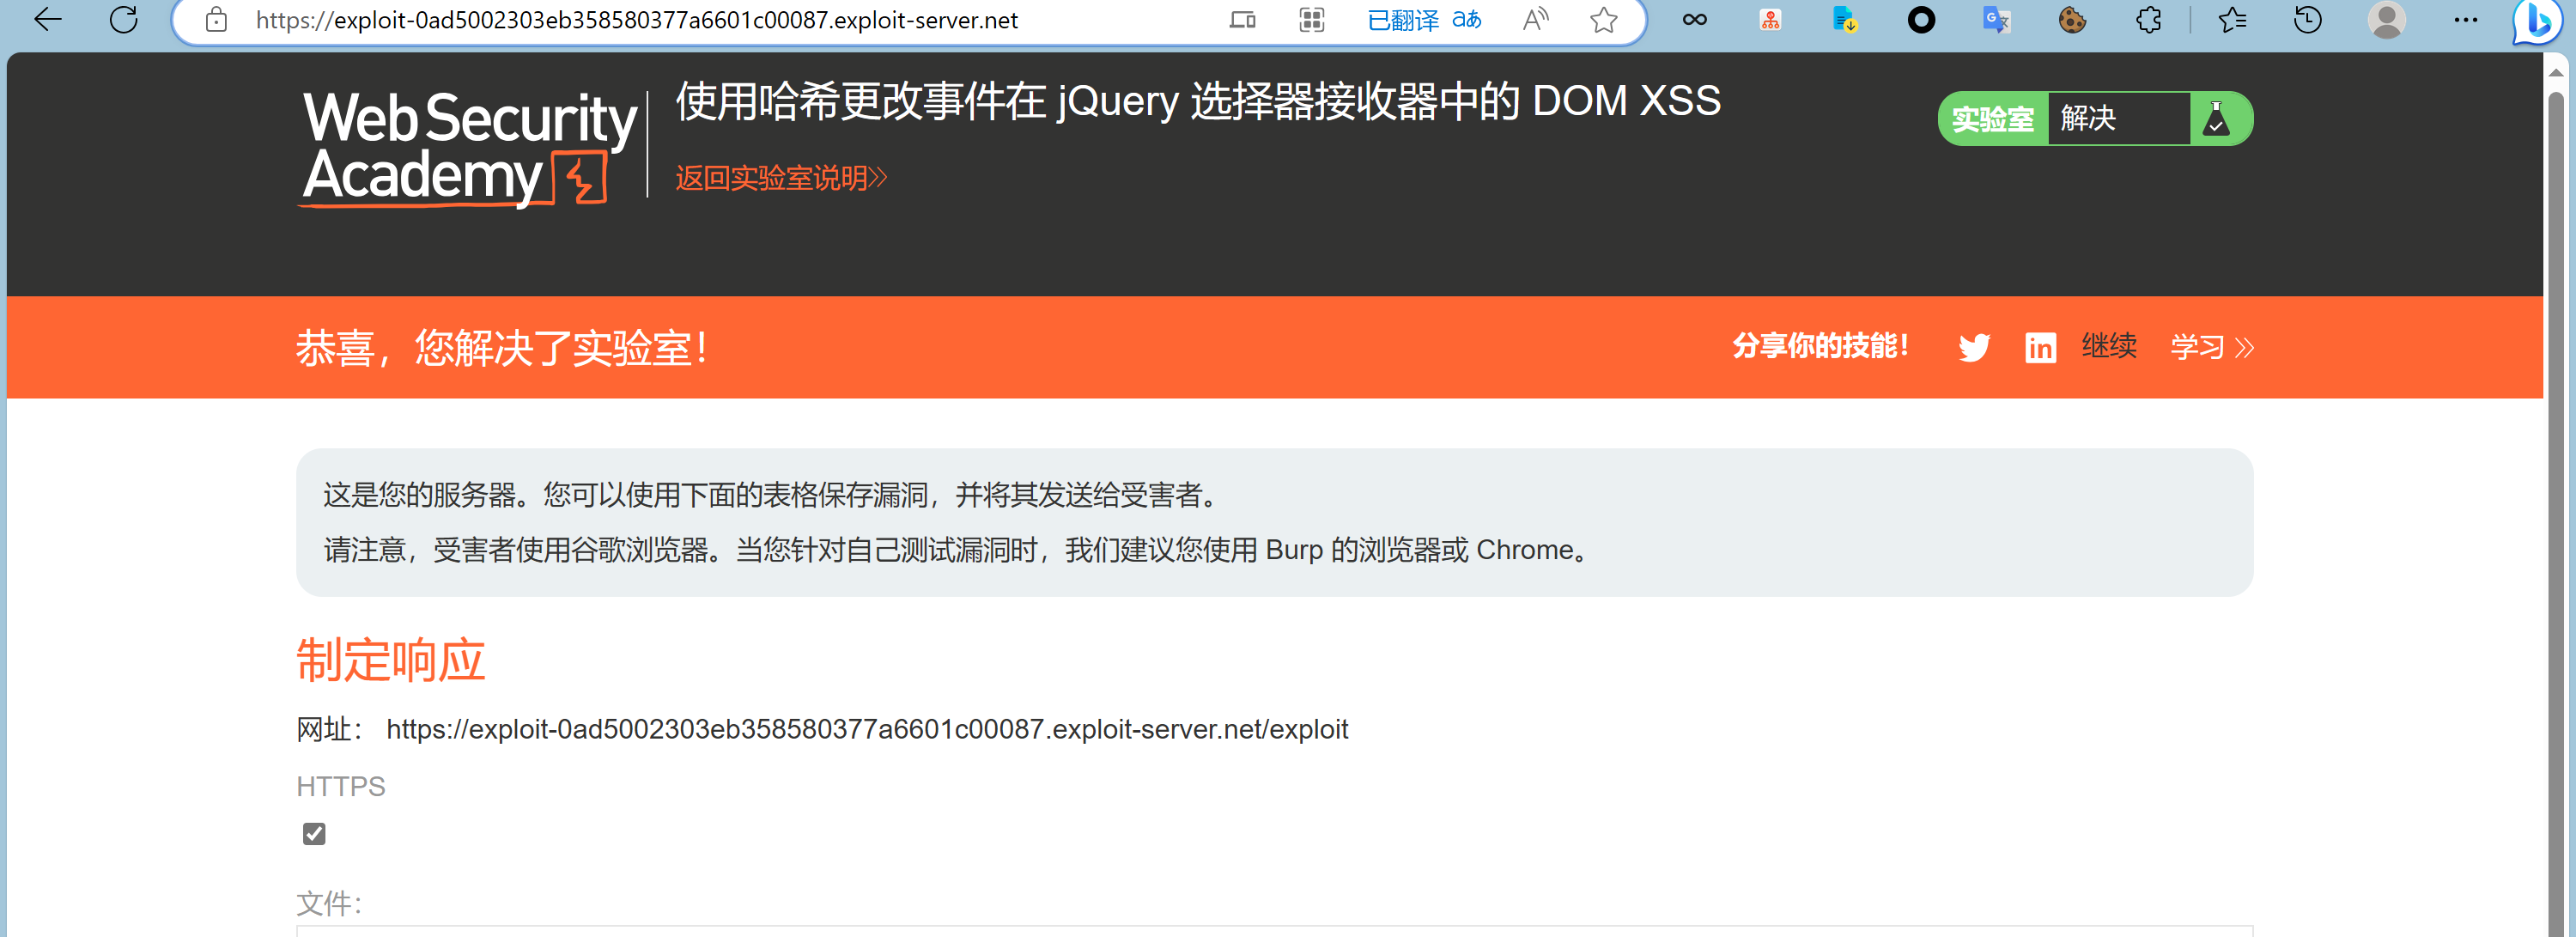 https://exploit-0ad5002303eb358580377a6601c00087.exploit-server.net
已翻译 aあ
Web Security
Academy
使用哈希更改事件在 jQuery 选择器接收器中的 DOM XSS
返回实验室说明
实验室 解决
恭喜，您解决了实验室！
分享你的技能！ 继续 学习
这是您的服务器。您可以使用下面的表格保存漏洞，并将其发送给受害者。
请注意，受害者使用谷歌浏览器。当您针对自己测试漏洞时，我们建议您使用 Burp 的浏览器或 Chrome。
制定响应
网址： https://exploit-0ad5002303eb358580377a6601c00087.exploit-server.net/exploit
HTTPS
文件：